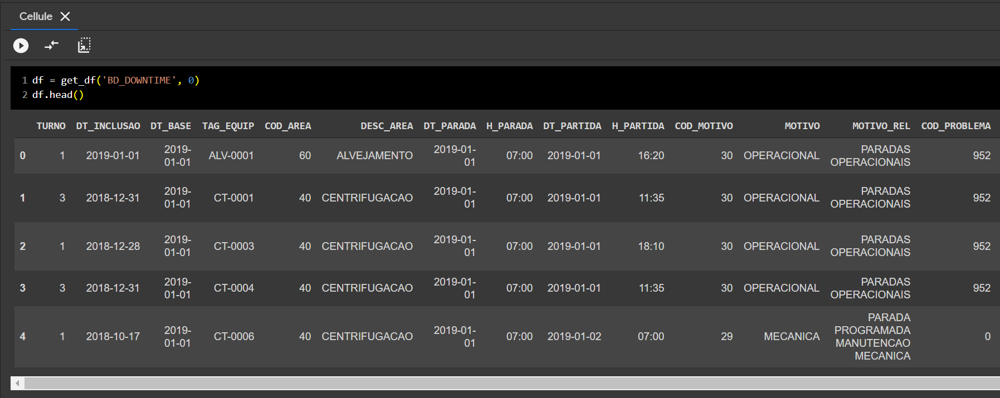 Cellule
1 df = get_df('BD_DOWNTIME', 0)
2 df.head()
TURNO DT_INCLUSAO DT_BASE TAG_EQUIP COD_AREA DESC_AREA DT_PARADA H_PARADA DT_PARTIDA H_PARTIDA COD_MOTIVO MOTIVO MOTIVO_REL COD_PROBLEMA
2019- 2019-01- PARADAS
0 1 2019-01-01 ALV-0001 60 ALVEJAMENTO 07:00 2019-01-01 16:20 30 OPERACIONAL 952
01-01 01 OPERACIONAIS
2019- 2019-01- PARADAS
1 3 2018-12-31 CT-0001 40 CENTRIFUGACAO 07:00 2019-01-01 11:35 30 OPERACIONAL 952
01-01 01 OPERACIONAIS
2019- 2019-01- PARADAS
2 1 2018-12-28 CT-0003 40 CENTRIFUGACAO 07:00 2019-01-01 18:10 30 OPERACIONAL 952
01-01 01 OPERACIONAIS
2019- 2019-01- PARADAS
3 3 2018-12-31 CT-0004 40 CENTRIFUGACAO 07:00 2019-01-01 11:35 30 OPERACIONAL 952
01-01 01 OPERACIONAIS
PARADA
2019- 2019-01- PROGRAMADA
4 1 2018-10-17 CT-0006 40 CENTRIFUGACAO 07:00 2019-01-02 07:00 29 MECANICA 0
01-01 01 MANUTENCAO
MECANICA